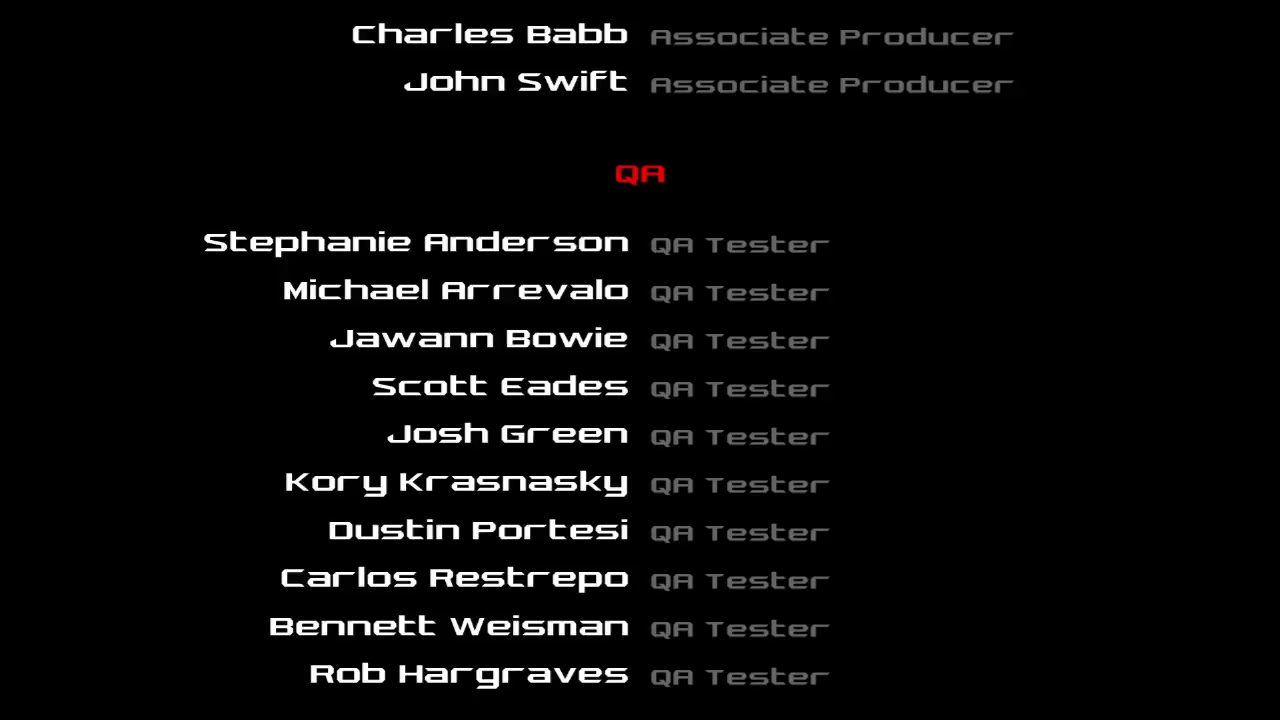 Charles Babb Associate Producer
John Swift Associate Producer
QA
Stephanie Anderson QA Tester
Michael Arrevalo QA Tester
Jawann Bowie QA Tester
Scott Eades QA Tester
Josh Green QA Tester
Kory Krasnasky QA Tester
Dustin Portesi QA Tester
Carlos Restrepo QA Tester
Bennett Weisman QA Tester
Rob Hargraves QA Tester